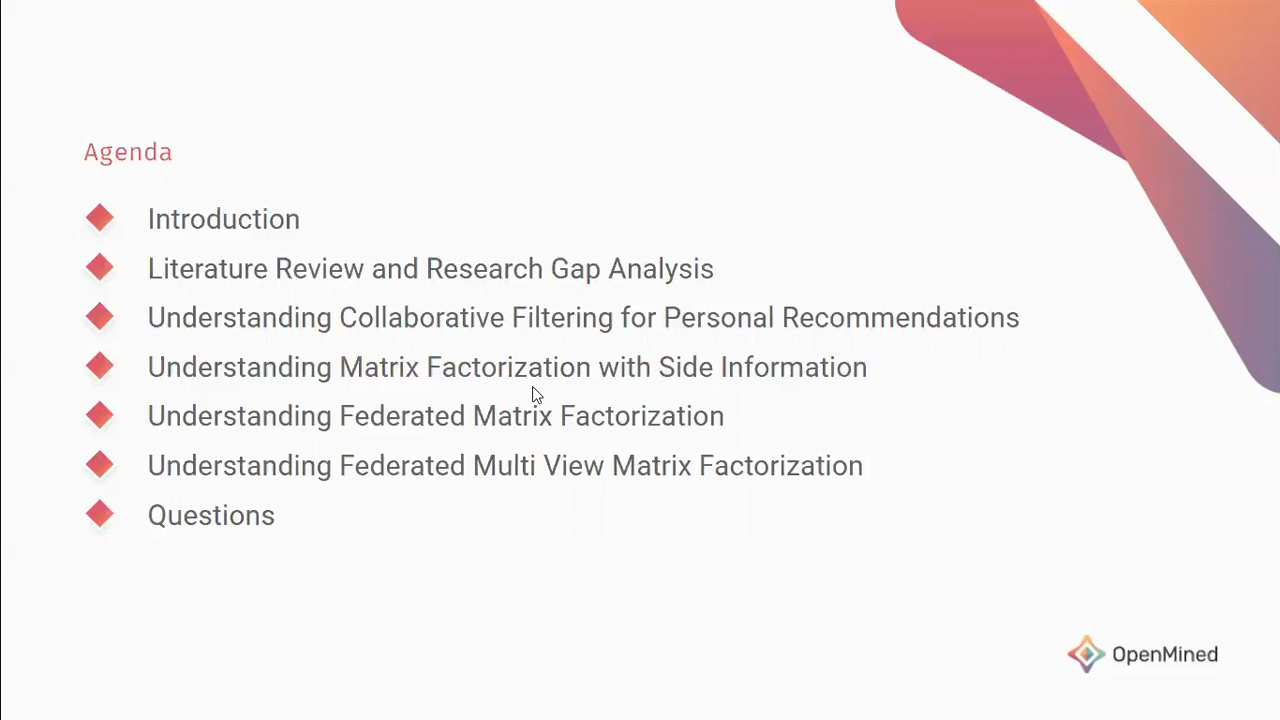 Agenda
Introduction
Literature Review and Research Gap Analysis
Understanding Collaborative Filtering for Personal Recommendations
Understanding Matrix Factorization with Side Information
Understanding Federated Matrix Factorization
Understanding Federated Multi View Matrix Factorization
Questions
OpenMined